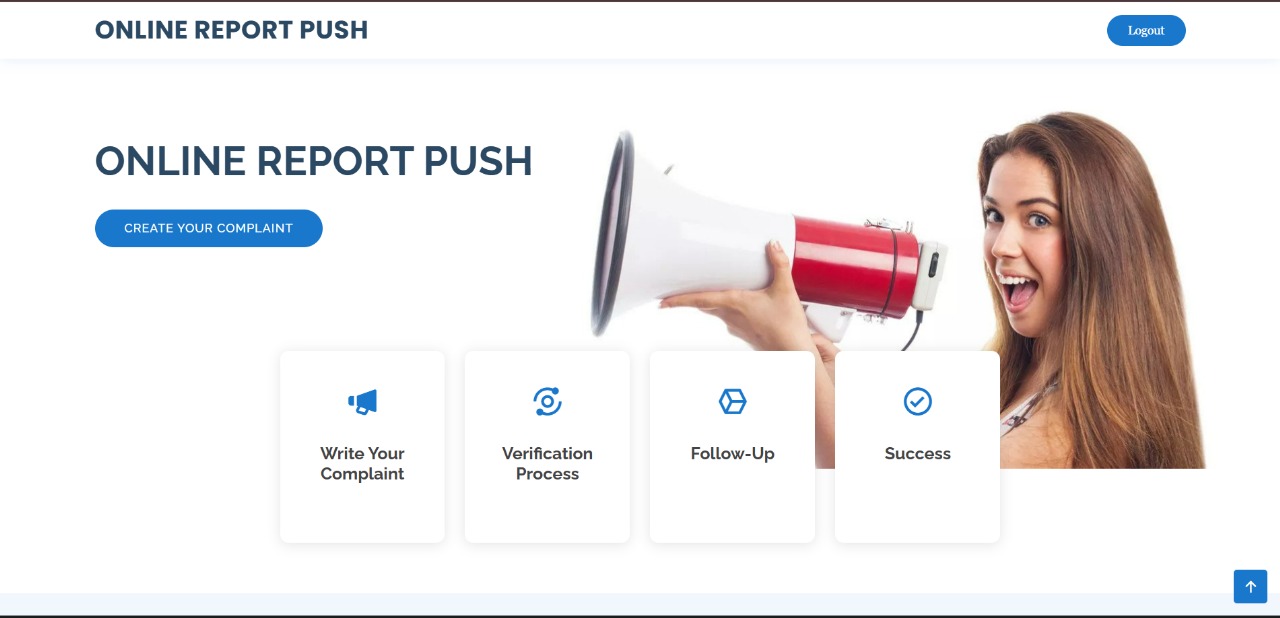 ONLINE REPORT PUSH
Logout
ONLINE REPORT PUSH
CREATE YOUR COMPLAINT
Write Your
Complaint
Verification
Process
Follow-Up
Success